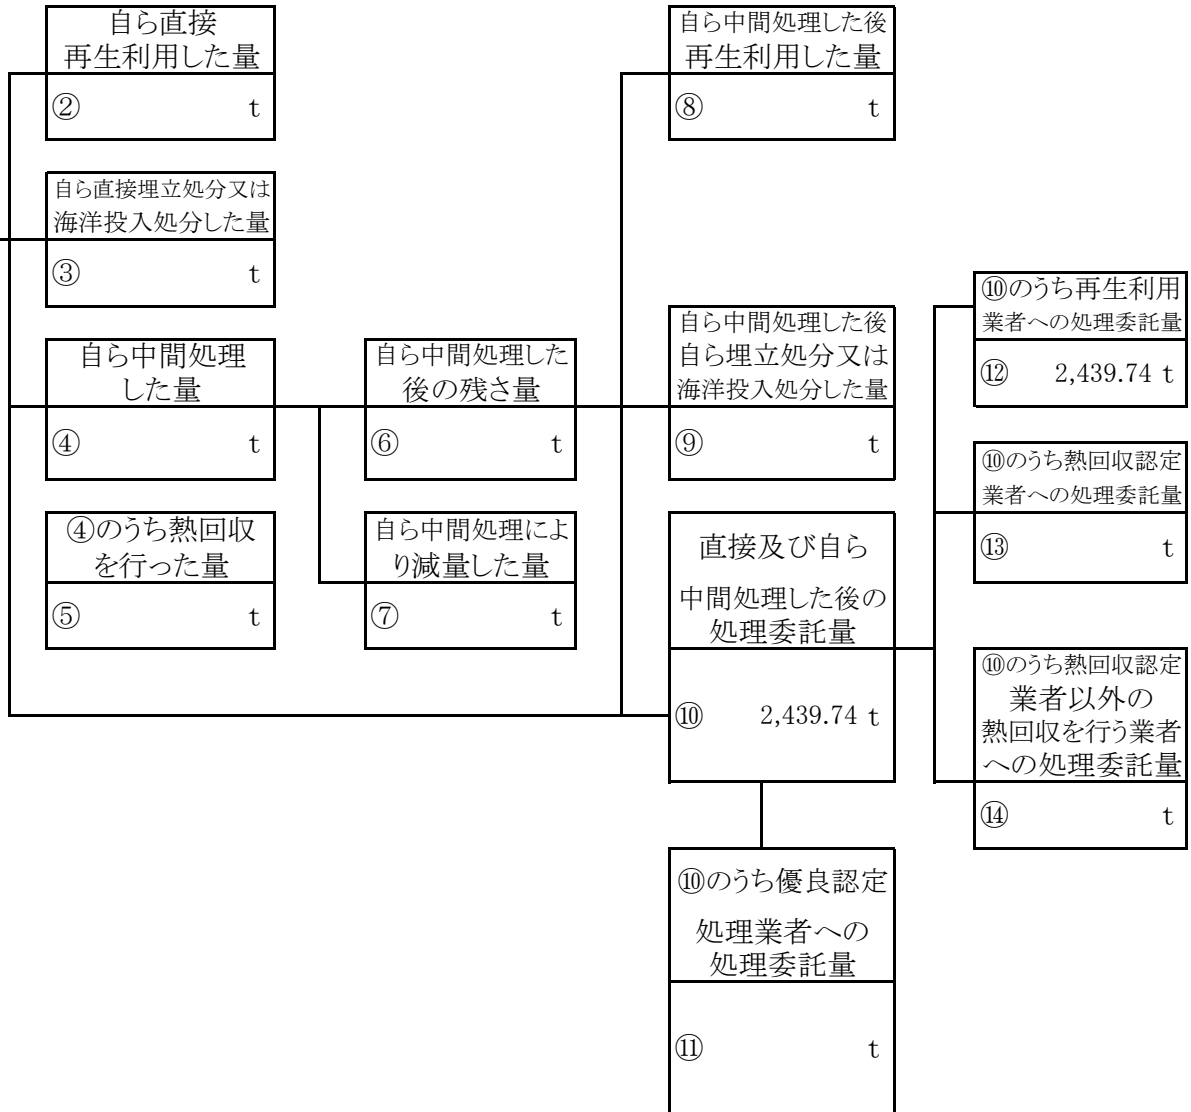 自ら直接
再生利用した量
② t
自ら中間処理した後
再生利用した量
⑧ t
自ら直接埋立処分又は
海洋投入処分した量
③ t
自ら中間処理
した量
④ t
自ら中間処理した
後の残さ量
⑥ t
自ら中間処理した後
自ら埋立処分又は
海洋投入処分した量
⑨ t
⑩のうち再生利用
業者への処理委託量
⑫ 2,439.74 t
⑩のうち熱回収認定
業者への処理委託量
⑬ t
④のうち熱回収
を行った量
⑤ t
自ら中間処理によ
り減量した量
⑦ t
直接及び自ら
中間処理した後の
処理委託量
⑩ 2,439.74 t
⑩のうち熱回収認定
業者以外の
熱回収を行う業者
への処理委託量
⑭ t
⑩のうち優良認定
処理業者への
処理委託量
⑪ t